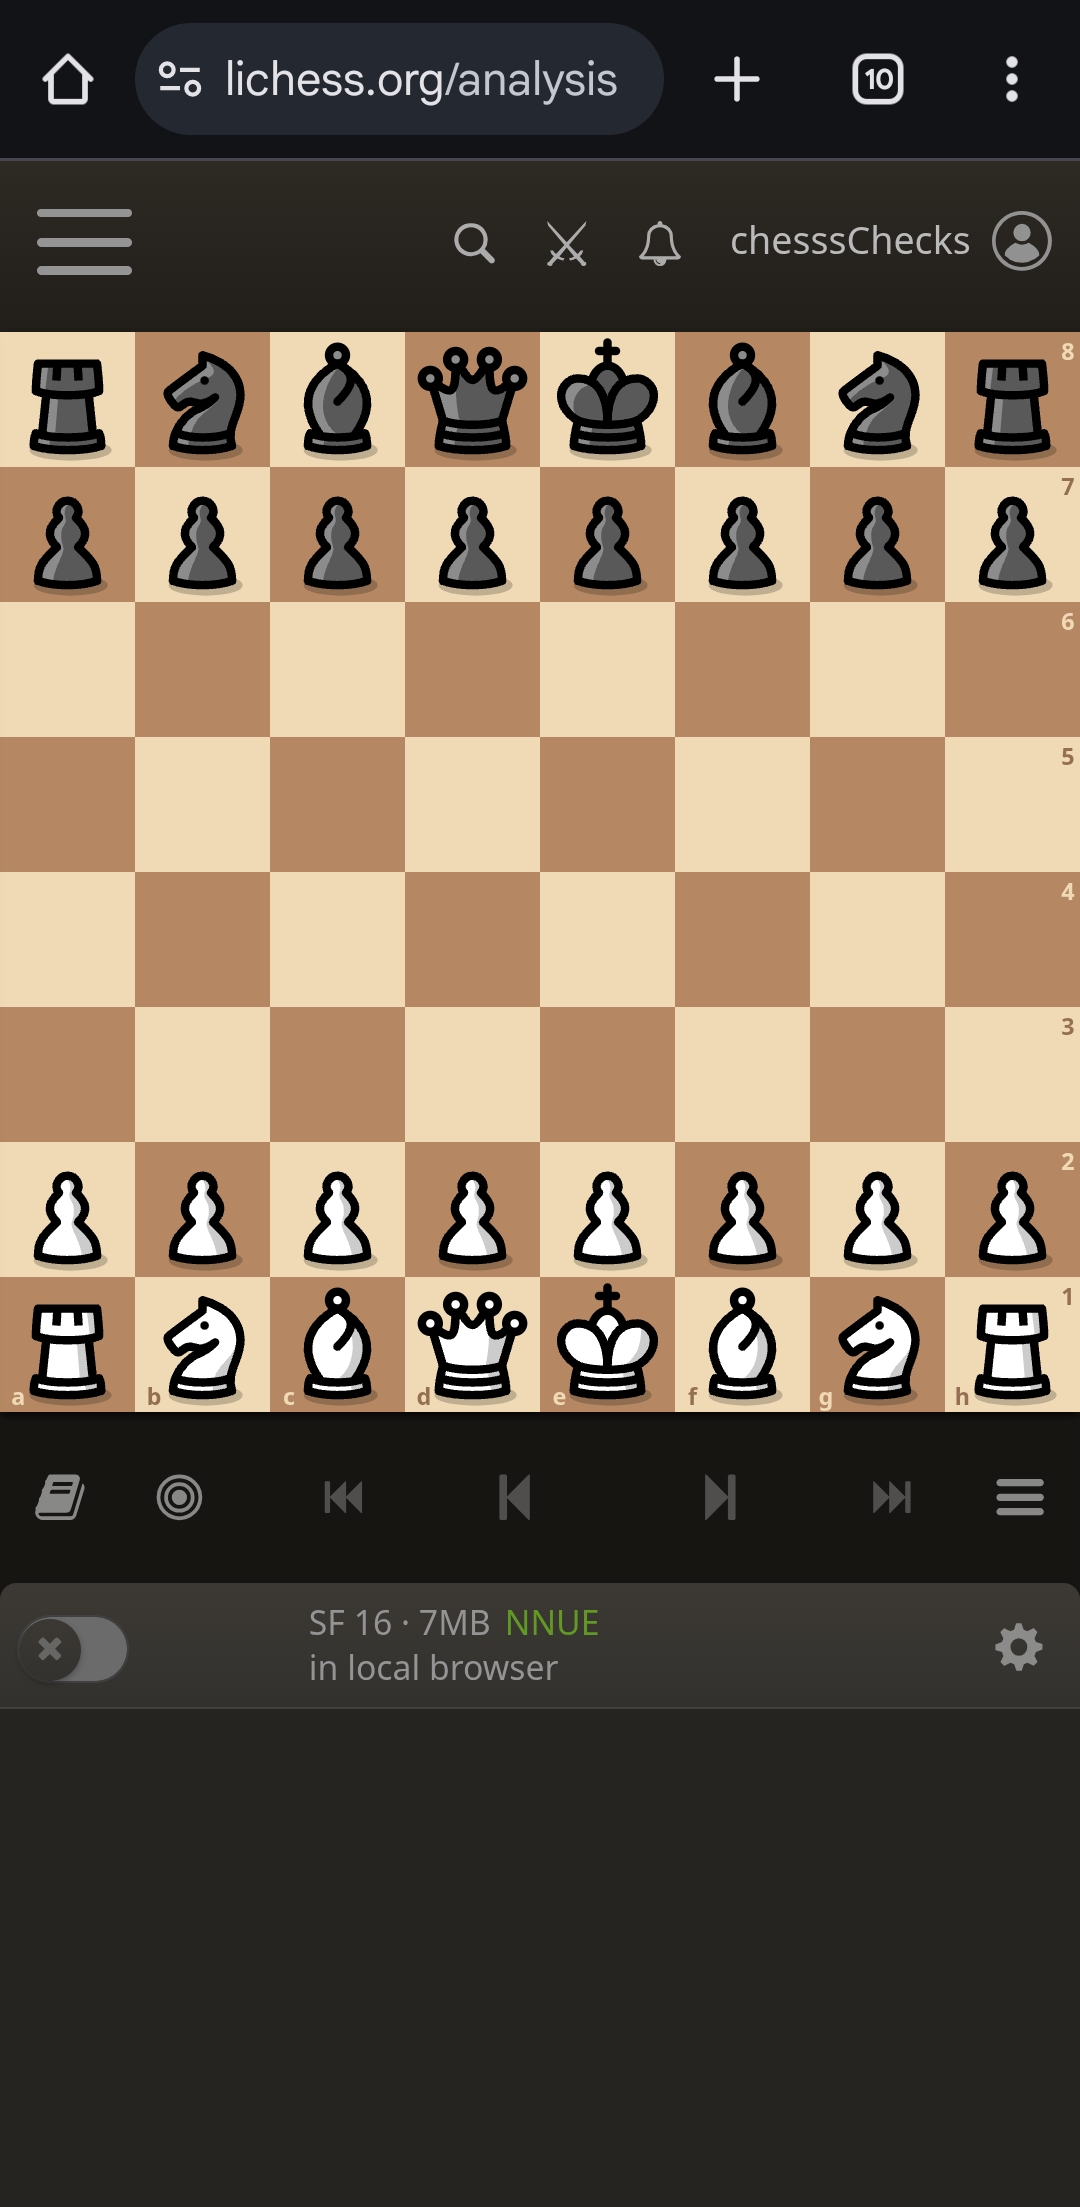 lichess.org/analysis
10
chesssChecks
8
7
6
5
4
3
2
1
a b c d e f g h
SF 16 · 7MB NNUE
in local browser